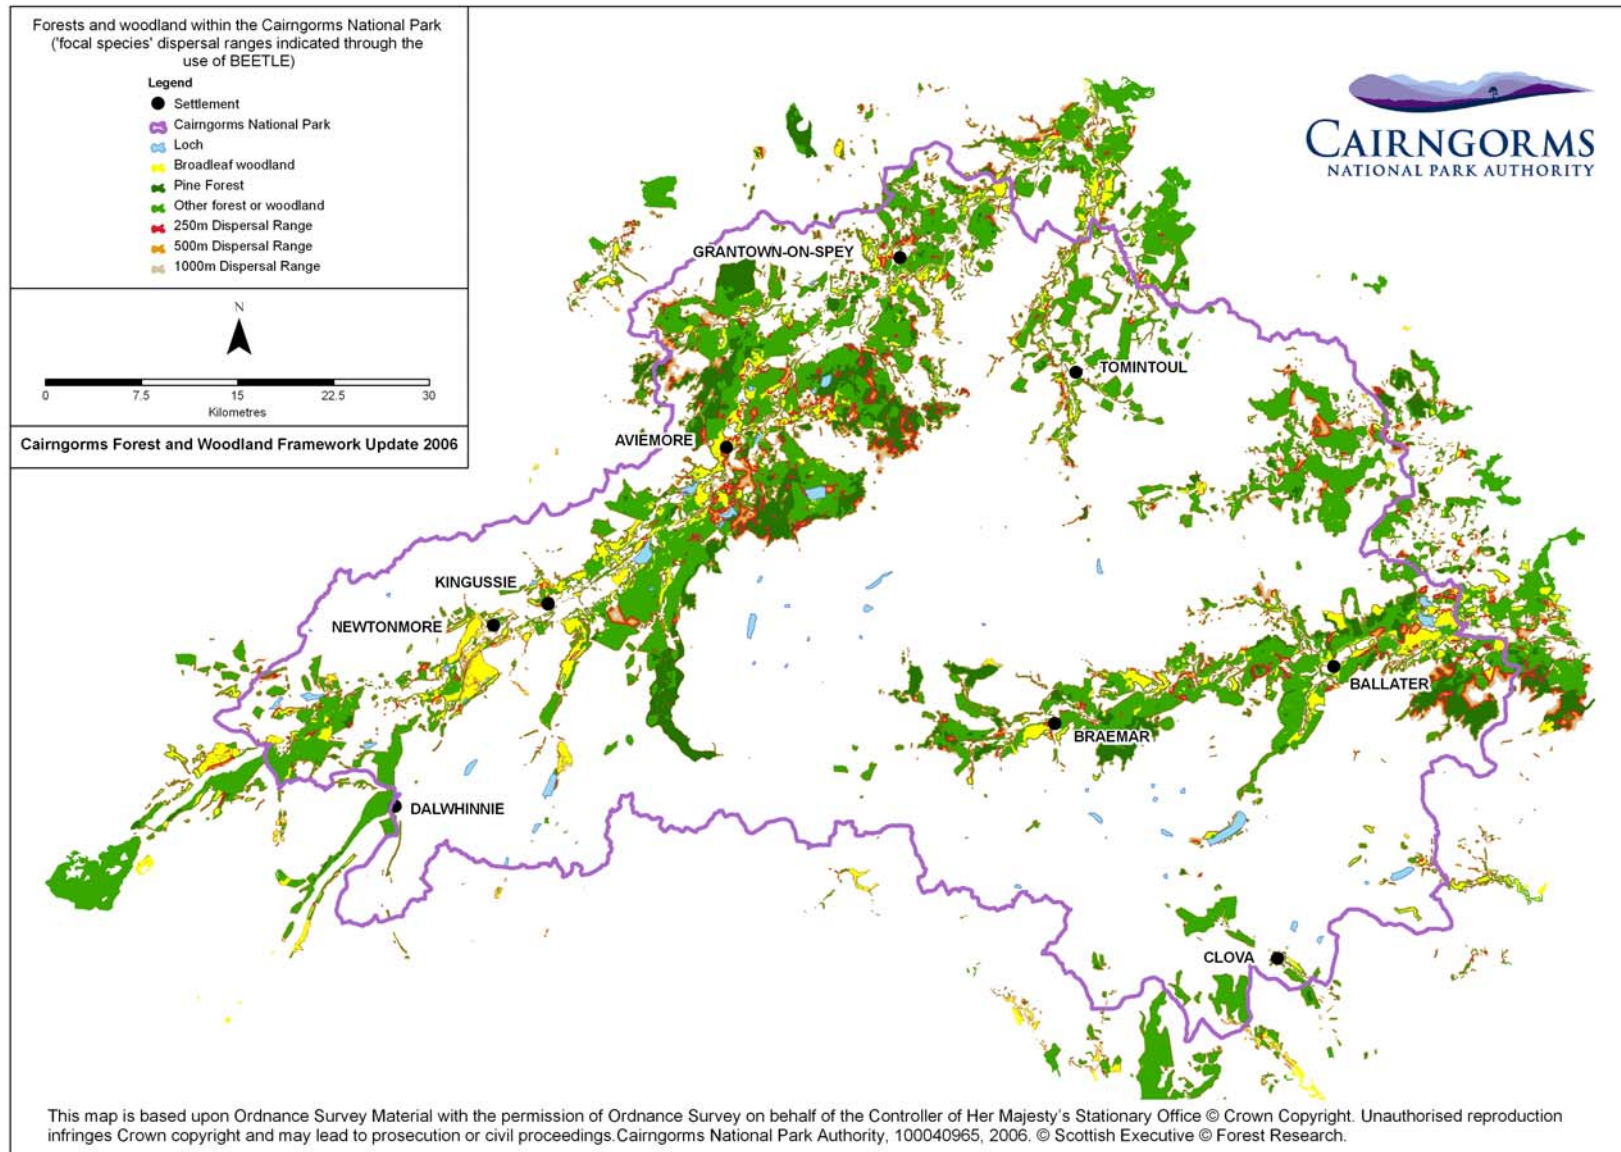 Forests and woodland within the Cairngorms National Park
('focal species' dispersal ranges indicated through the
use of BEETLE)
Legend
Settlement
Cairngorms National Park
Loch
Broadleaf woodland
Pine Forest
Other forest or woodland
250m Dispersal Range
500m Dispersal Range
1000m Dispersal Range
N
0 7.5 15 22.5 30
Kilometres
Cairngorms Forest and Woodland Framework Update 2006
CAIRNGORMS
NATIONAL PARK AUTHORITY
GRANTOWN-ON-SPEY
TOMINTOUL
AVIEMORE
KINGUSSIE
NEWTONMORE
BALLATER
BRAEMAR
DALWHINNIE
CLOVA
This map is based upon Ordnance Survey Material with the permission of Ordnance Survey on behalf of the Controller of Her Majesty's Stationary Office © Crown Copyright. Unauthorised reproduction
infringes Crown copyright and may lead to prosecution or civil proceedings.Cairngorms National Park Authority, 100040965, 2006. © Scottish Executive © Forest Research.